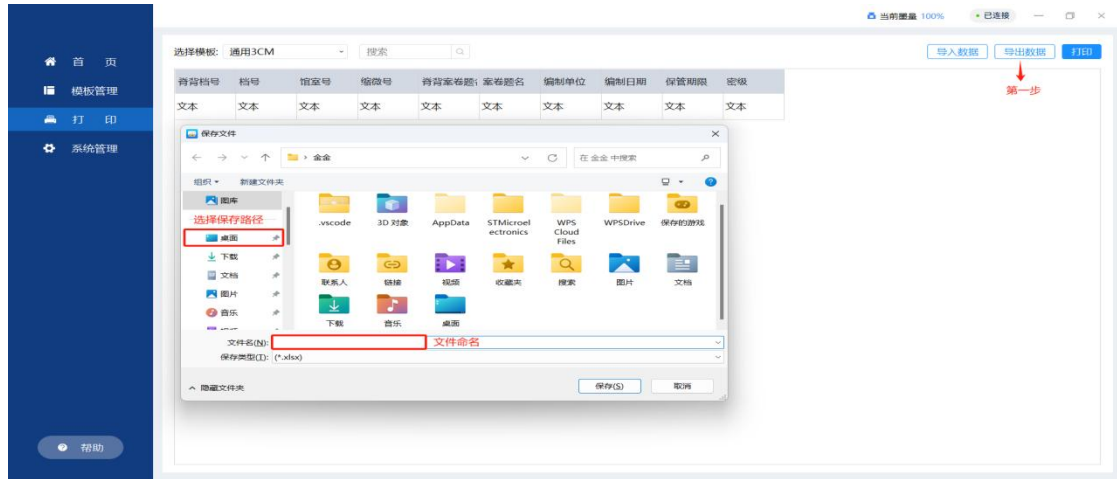 当前墨量 100% 已连接
选择模板: 通用3CM 搜索 导入数据 导出数据 打印
第一步
首 页
模板管理
打 印
系统管理
帮助
脊背档号 档号 馆室号 缩微号 脊背案卷题 案卷题名 编制单位 编制日期 保管期限 密级
文本 文本 文本 文本 文本 文本 文本 文本 文本 文本
保存文件
金金 在 金金 中搜索
组织 新建文件夹
图库
选择保存路径
桌面
下载
文档
图片
音乐
.vscode 3D 对象 AppData STMicroel WPS WPSDrive 保存的游戏
ectronics Cloud
Files
联系人 链接 视频 收藏夹 搜索 图片 文档
下载 音乐 桌面
文件名(N): 文件命名
保存类型(T): (*.xlsx)
隐藏文件夹 保存(S) 取消